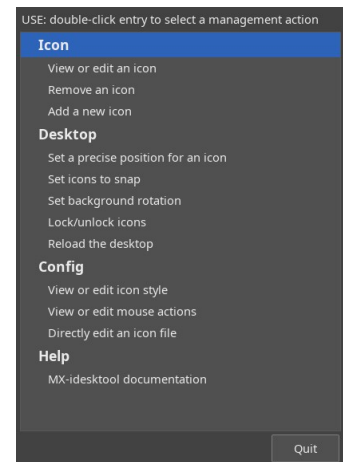 USE: double-click entry to select a management action
Icon
View or edit an icon
Remove an icon
Add a new icon
Desktop
Set a precise position for an icon
Set icons to snap
Set background rotation
Lock/unlock icons
Reload the desktop
Config
View or edit icon style
View or edit mouse actions
Directly edit an icon file
Help
MX-idesktool documentation
Quit